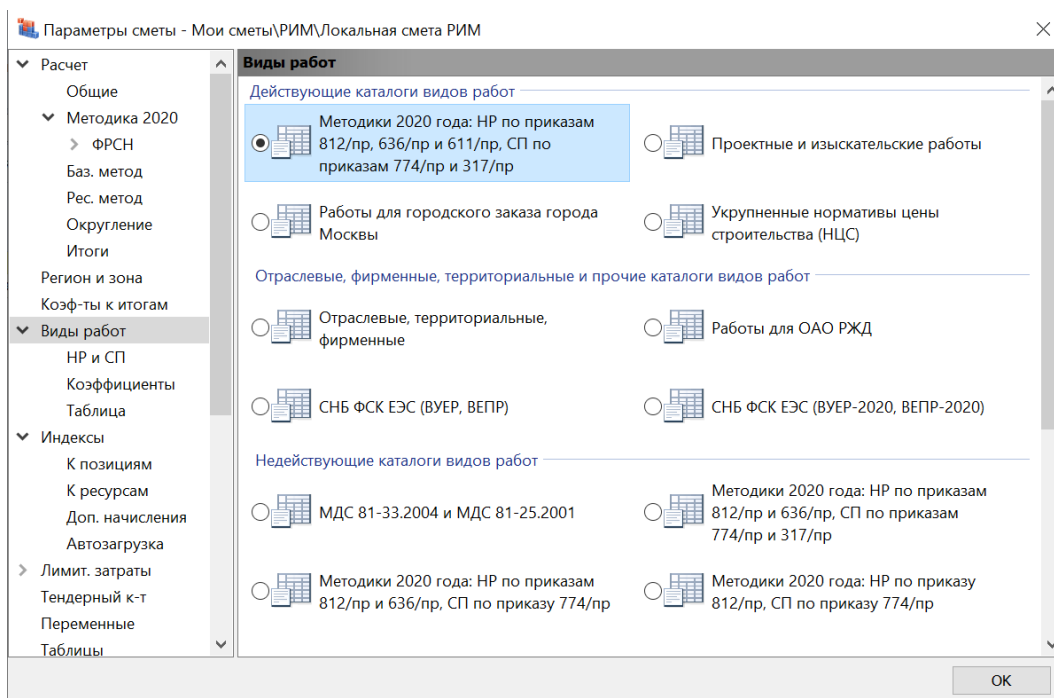 Параметры сметы - Мои сметы\РИМ\Локальная смета РИМ
Расчет
Общие
Методика 2020
ФРСН
Баз. метод
Рес. метод
Округление
Итоги
Регион и зона
Коэф-ты к итогам
Виды работ
НР и СП
Коэффициенты
Таблица
Индексы
К позициям
К ресурсам
Доп. начисления
Автозагрузка
Лимит. затраты
Тендерный к-т
Переменные
Таблицы
Виды работ
Действующие каталоги видов работ
Методики 2020 года: НР по приказам
812/пр, 636/пр и 611/пр, СП по
приказам 774/пр и 317/пр
Проектные и изыскательские работы
Работы для городского заказа города
Москвы
Укрупненные нормативы цены
строительства (НЦС)
Отраслевые, фирменные, территориальные и прочие каталоги видов работ
Отраслевые, территориальные,
фирменные
Работы для ОАО РЖД
СНБ ФСК ЕЭС (ВУЕР, ВЕПР)
СНБ ФСК ЕЭС (ВУЕР-2020, ВЕПР-2020)
Недействующие каталоги видов работ
МДС 81-33.2004 и МДС 81-25.2001
Методики 2020 года: НР по приказам
812/пр и 636/пр, СП по приказам
774/пр и 317/пр
Методики 2020 года: НР по приказам
812/пр и 636/пр, СП по приказу 774/пр
Методики 2020 года: НР по приказу
812/пр, СП по приказу 774/пр
ОК